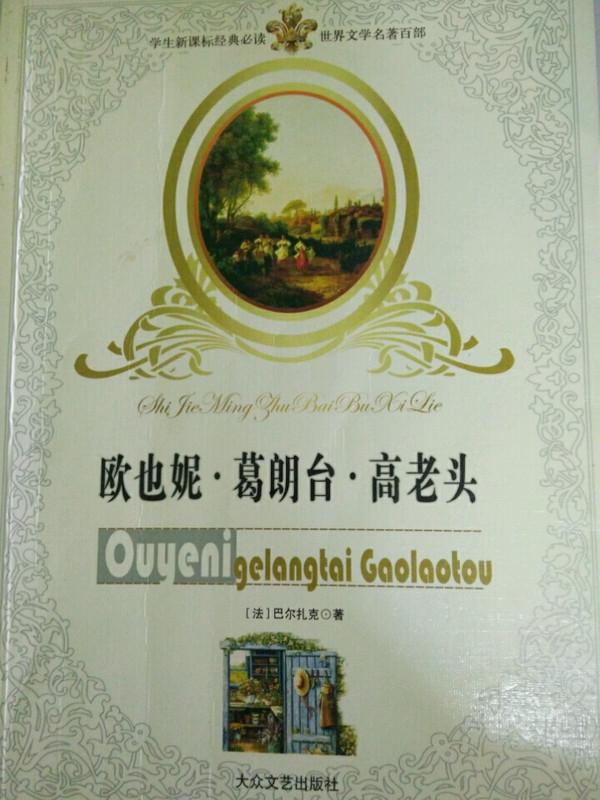 学生新课标经典必读 世界文学名著百部
Shi Jie Ming Zhu Bai Bu Xi Lie
欧也妮·葛朗台·高老头
Ouyeni gelangtai Gaolaotou
[法]巴尔扎克⊙著
大众文艺出版社